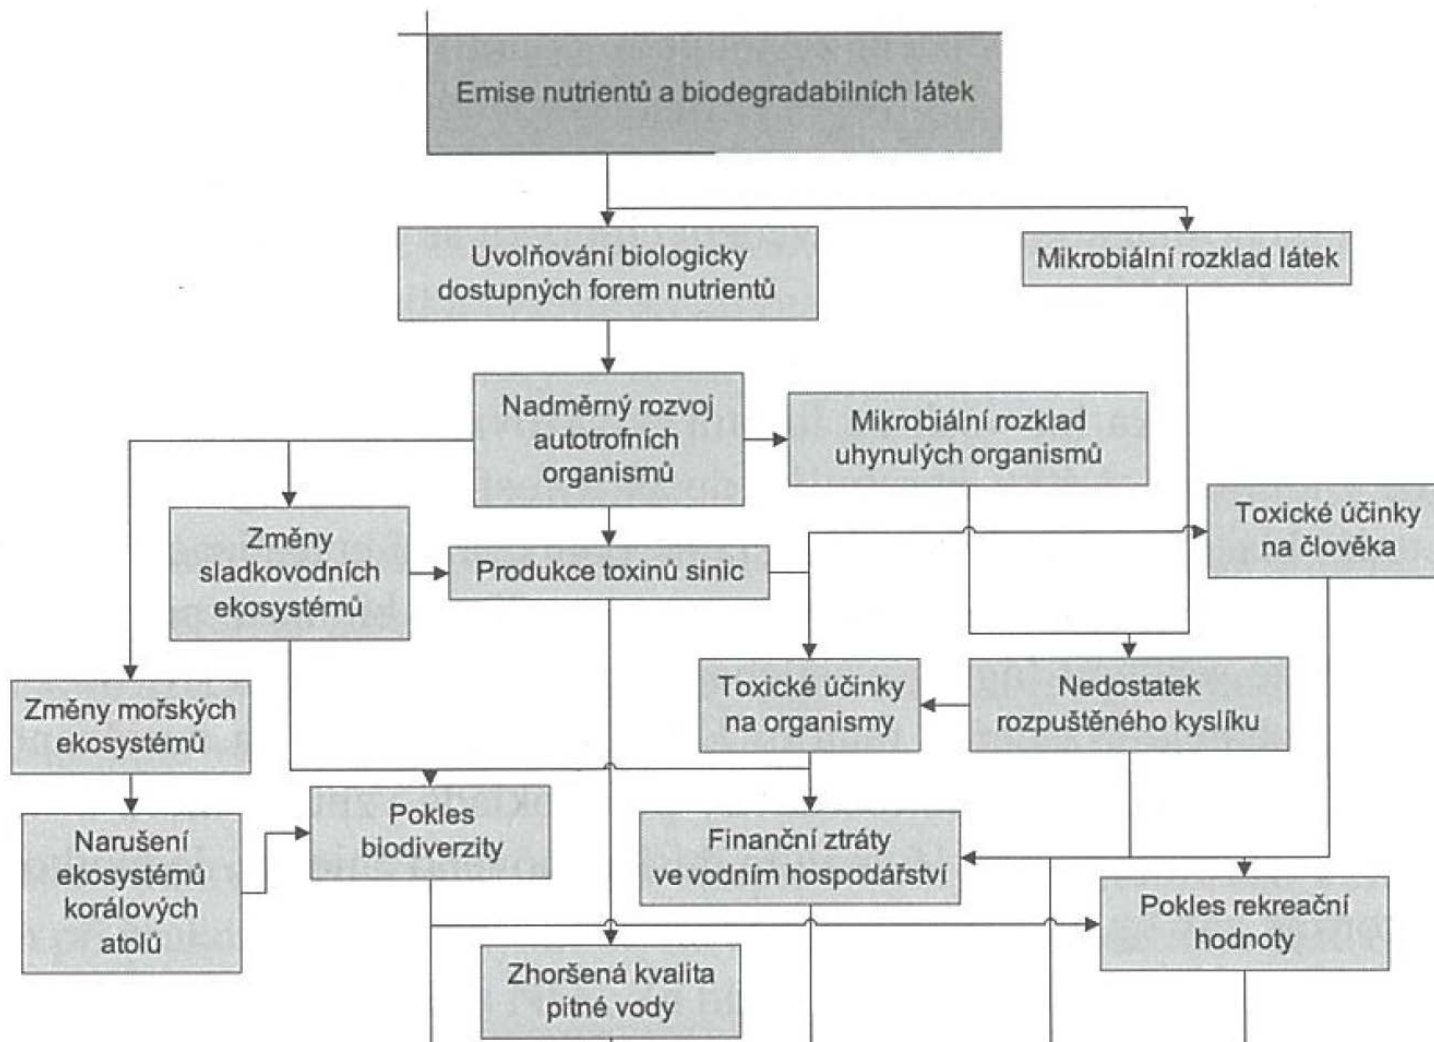 Emise nutrientů a biodegradabilních látek
Uvolňování biologicky
dostupných forem nutrientů
Mikrobiální rozklad látek
Nadměrný rozvoj
autotrofních
organismů
Mikrobiální rozklad
uhynulých organismů
Toxické účinky
na člověka
Změny
sladkovodních
ekosystémů
Produkce toxinů sinic
Změny mořských
ekosystémů
Toxické účinky
na organismy
Nedostatek
rozpuštěného kyslíku
Narušení
ekosystémů
korálových
atolů
Pokles
biodiverzity
Finanční ztráty
ve vodním hospodářství
Pokles rekreační
hodnoty
Zhoršená kvalita
pitné vody